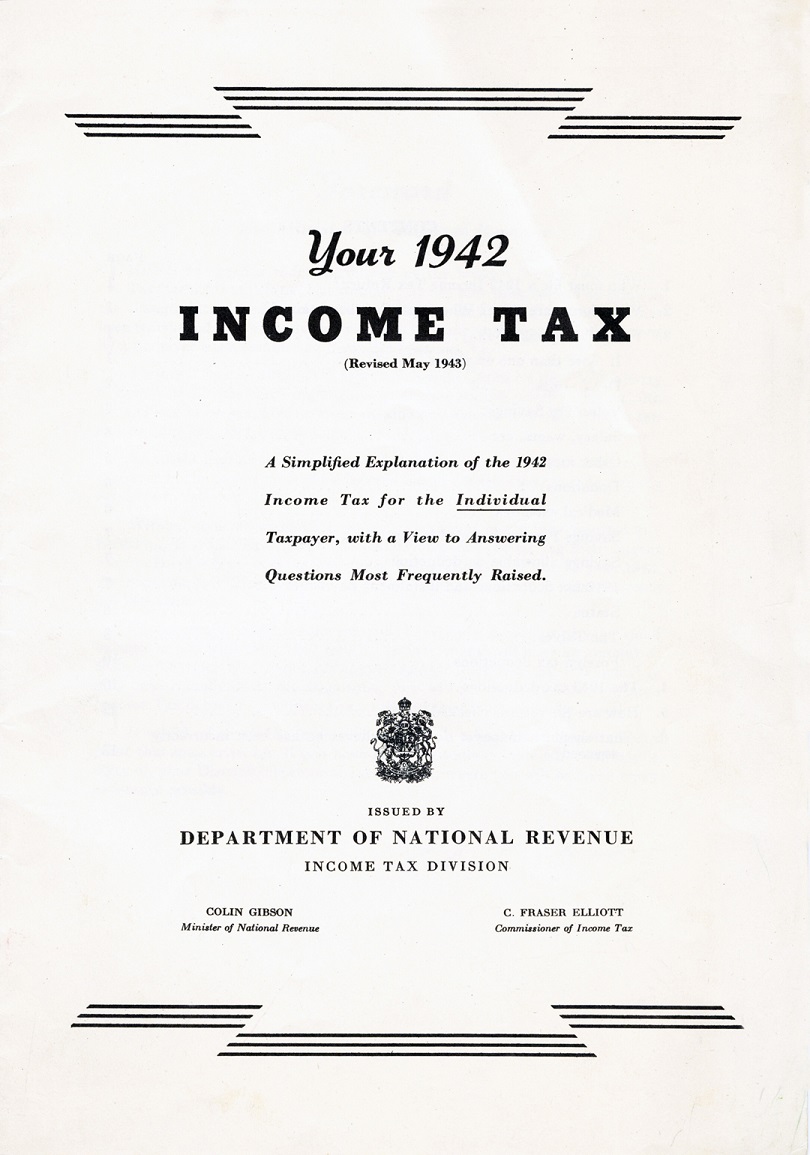 Your 1942
INCOME TAX
(Revised May 1943)
A Simplified Explanation of the 1942
Income Tax for the Individual
Taxpayer, with a View to Answering
Questions Most Frequently Raised.
ISSUED BY
DEPARTMENT OF NATIONAL REVENUE
INCOME TAX DIVISION
COLIN GIBSON
Minister of National Revenue
C. FRASER ELLIOTT
Commissioner of Income Tax